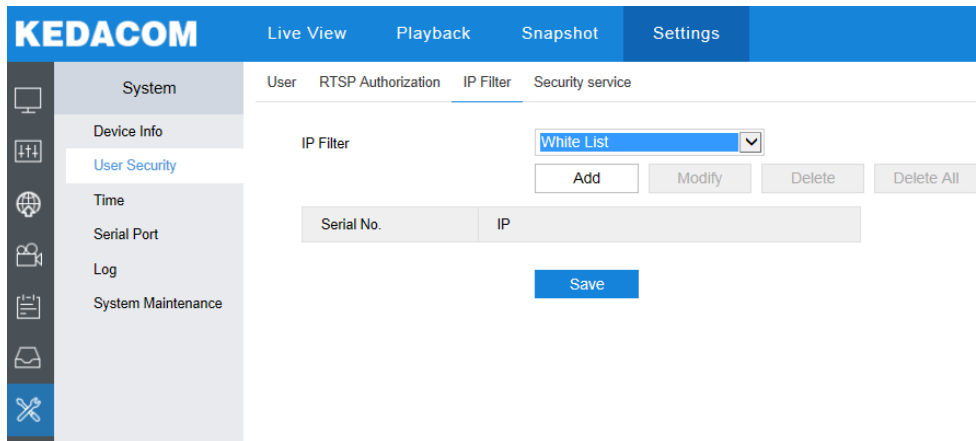 KEDACOM Live View Playback Snapshot Settings
System
Device Info
User Security
Time
Serial Port
Log
System Maintenance
User RTSP Authorization IP Filter Security service
IP Filter White List
Add Modify Delete Delete All
Serial No. IP
Save